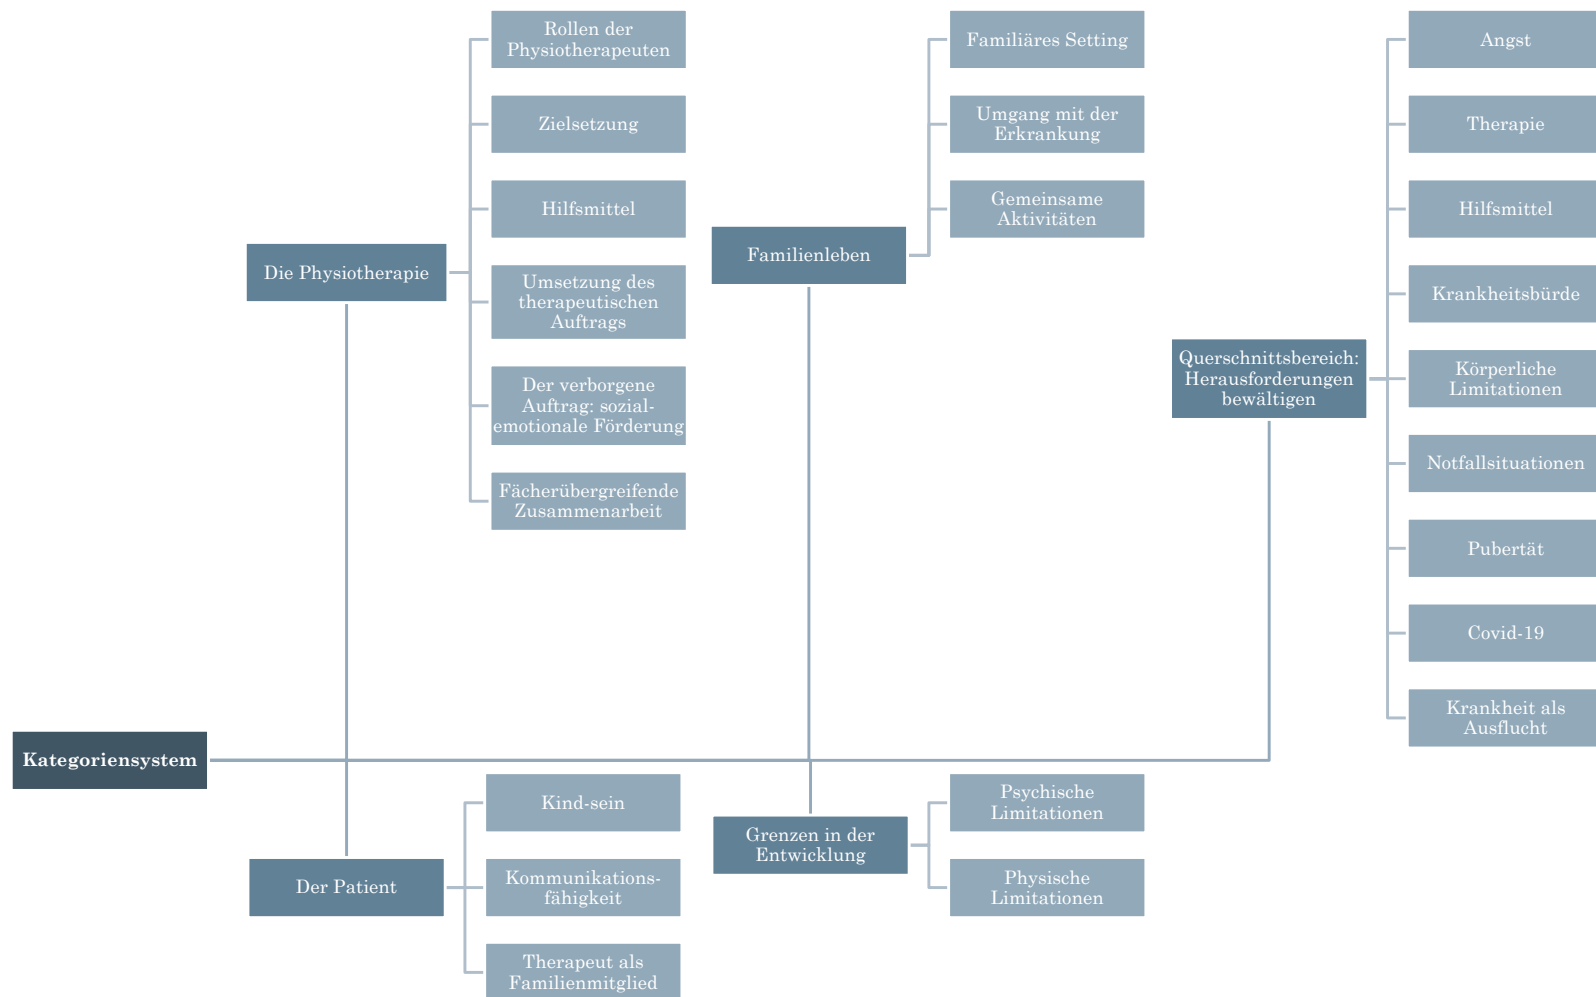 Kategoriensystem
Die Physiotherapie
Rollen der
Physiotherapeuten
Zielsetzung
Hilfsmittel
Umsetzung des
therapeutischen
Auftrags
Der verborgene
Auftrag: sozial-
emotionale Förderung
Fächerübergreifende
Zusammenarbeit
Der Patient
Kind-sein
Kommunikations-
fähigkeit
Therapeut als
Familienmitglied
Familienleben
Familiäres Setting
Umgang mit der
Erkrankung
Gemeinsame
Aktivitäten
Grenzen in der
Entwicklung
Psychische
Limitationen
Physische
Limitationen
Querschnittsbereich:
Herausforderungen
bewältigen
Angst
Therapie
Hilfsmittel
Krankheitsbürde
Körperliche
Limitationen
Notfallsituationen
Pubertät
Covid-19
Krankheit als
Ausflucht